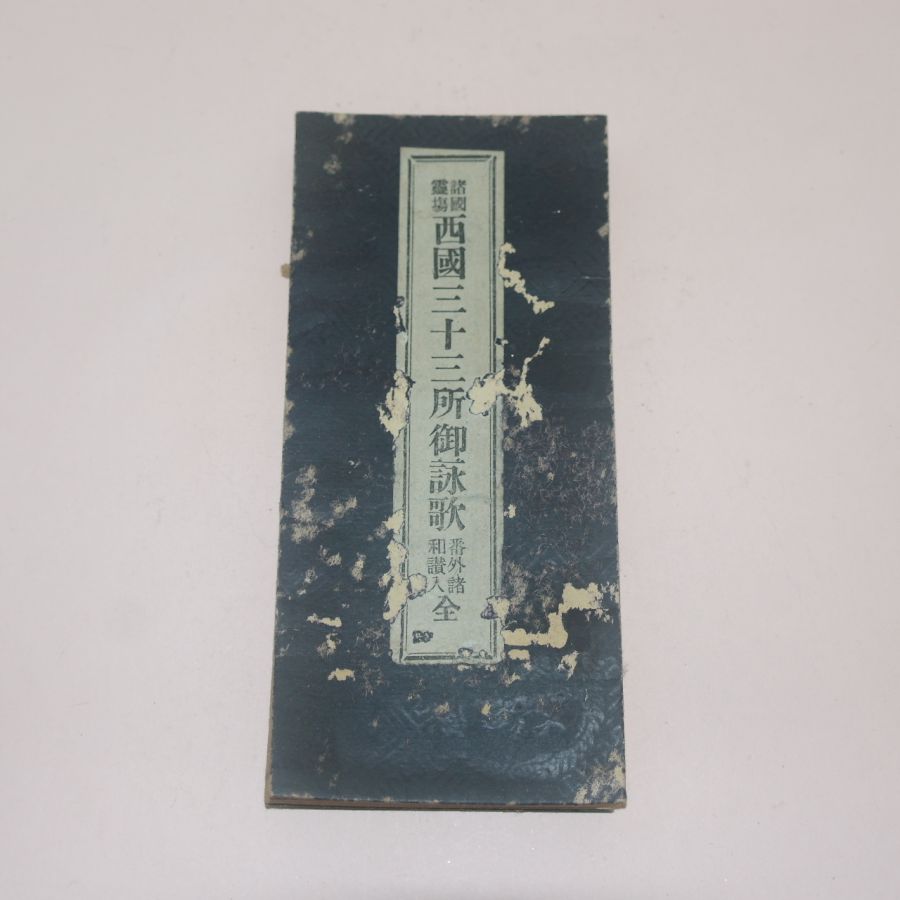 諸國
靈場
西國三十三所御詠歌
番外諸
和讃入
全